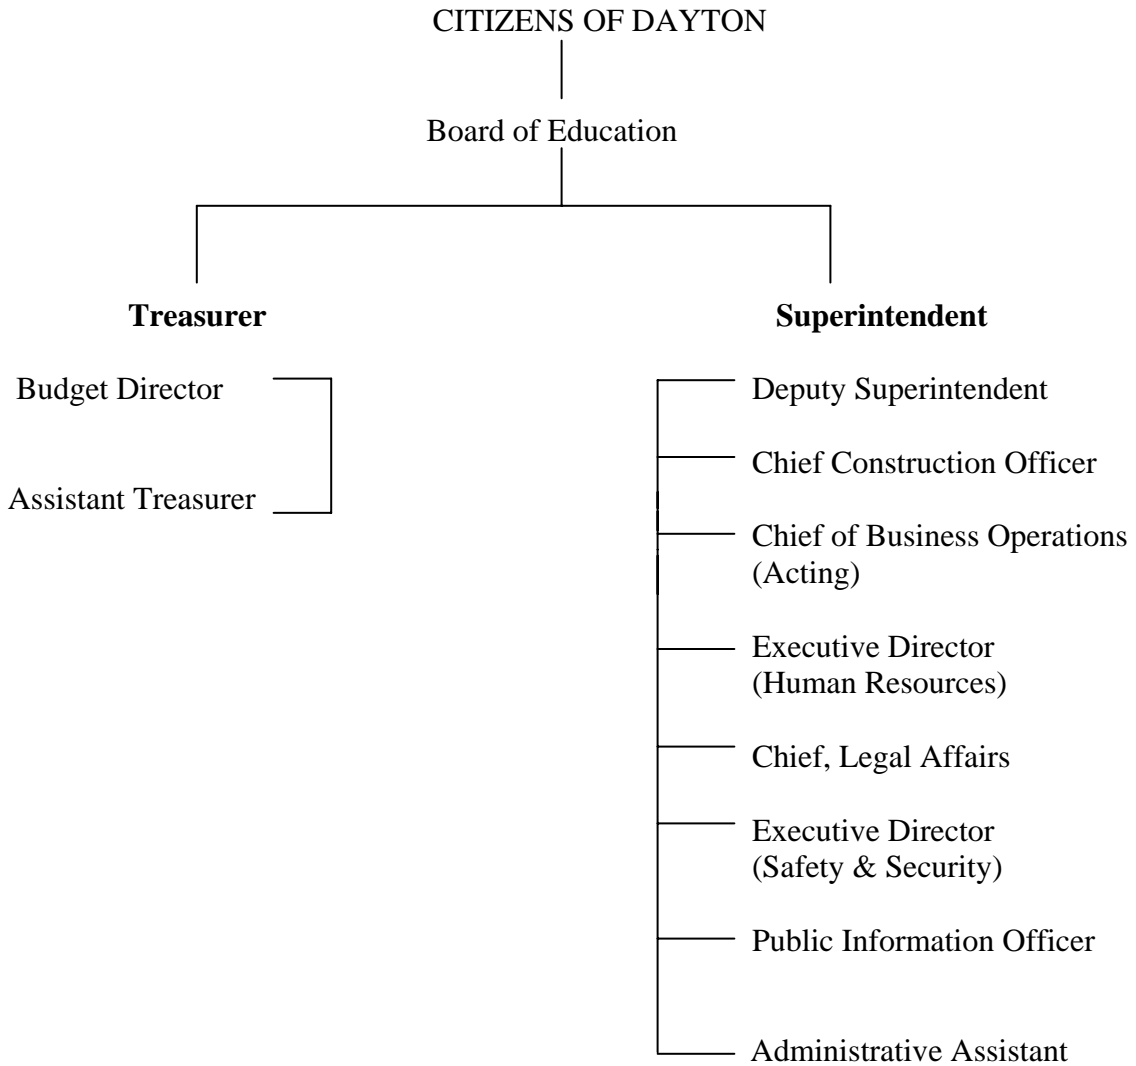 CITIZENS OF DAYTON
Board of Education
Treasurer
Superintendent
Budget Director
Assistant Treasurer
Deputy Superintendent
Chief Construction Officer
Chief of Business Operations
(Acting)
Executive Director
(Human Resources)
Chief, Legal Affairs
Executive Director
(Safety & Security)
Public Information Officer
Administrative Assistant